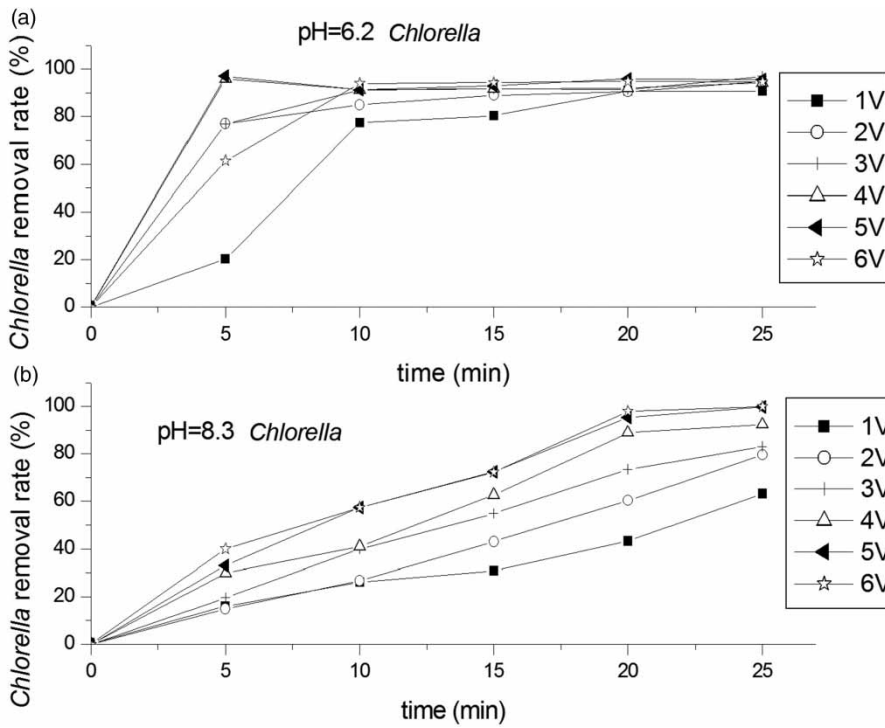 (a)
pH=6.2 Chlorella
Chlorella removal rate (%)
100
80
60
40
20
0
0 5 10 15 20 25
time (min)
1V
2V
3V
4V
5V
6V
(b)
pH=8.3 Chlorella
Chlorella removal rate (%)
100
80
60
40
20
0
0 5 10 15 20 25
time (min)
1V
2V
3V
4V
5V
6V